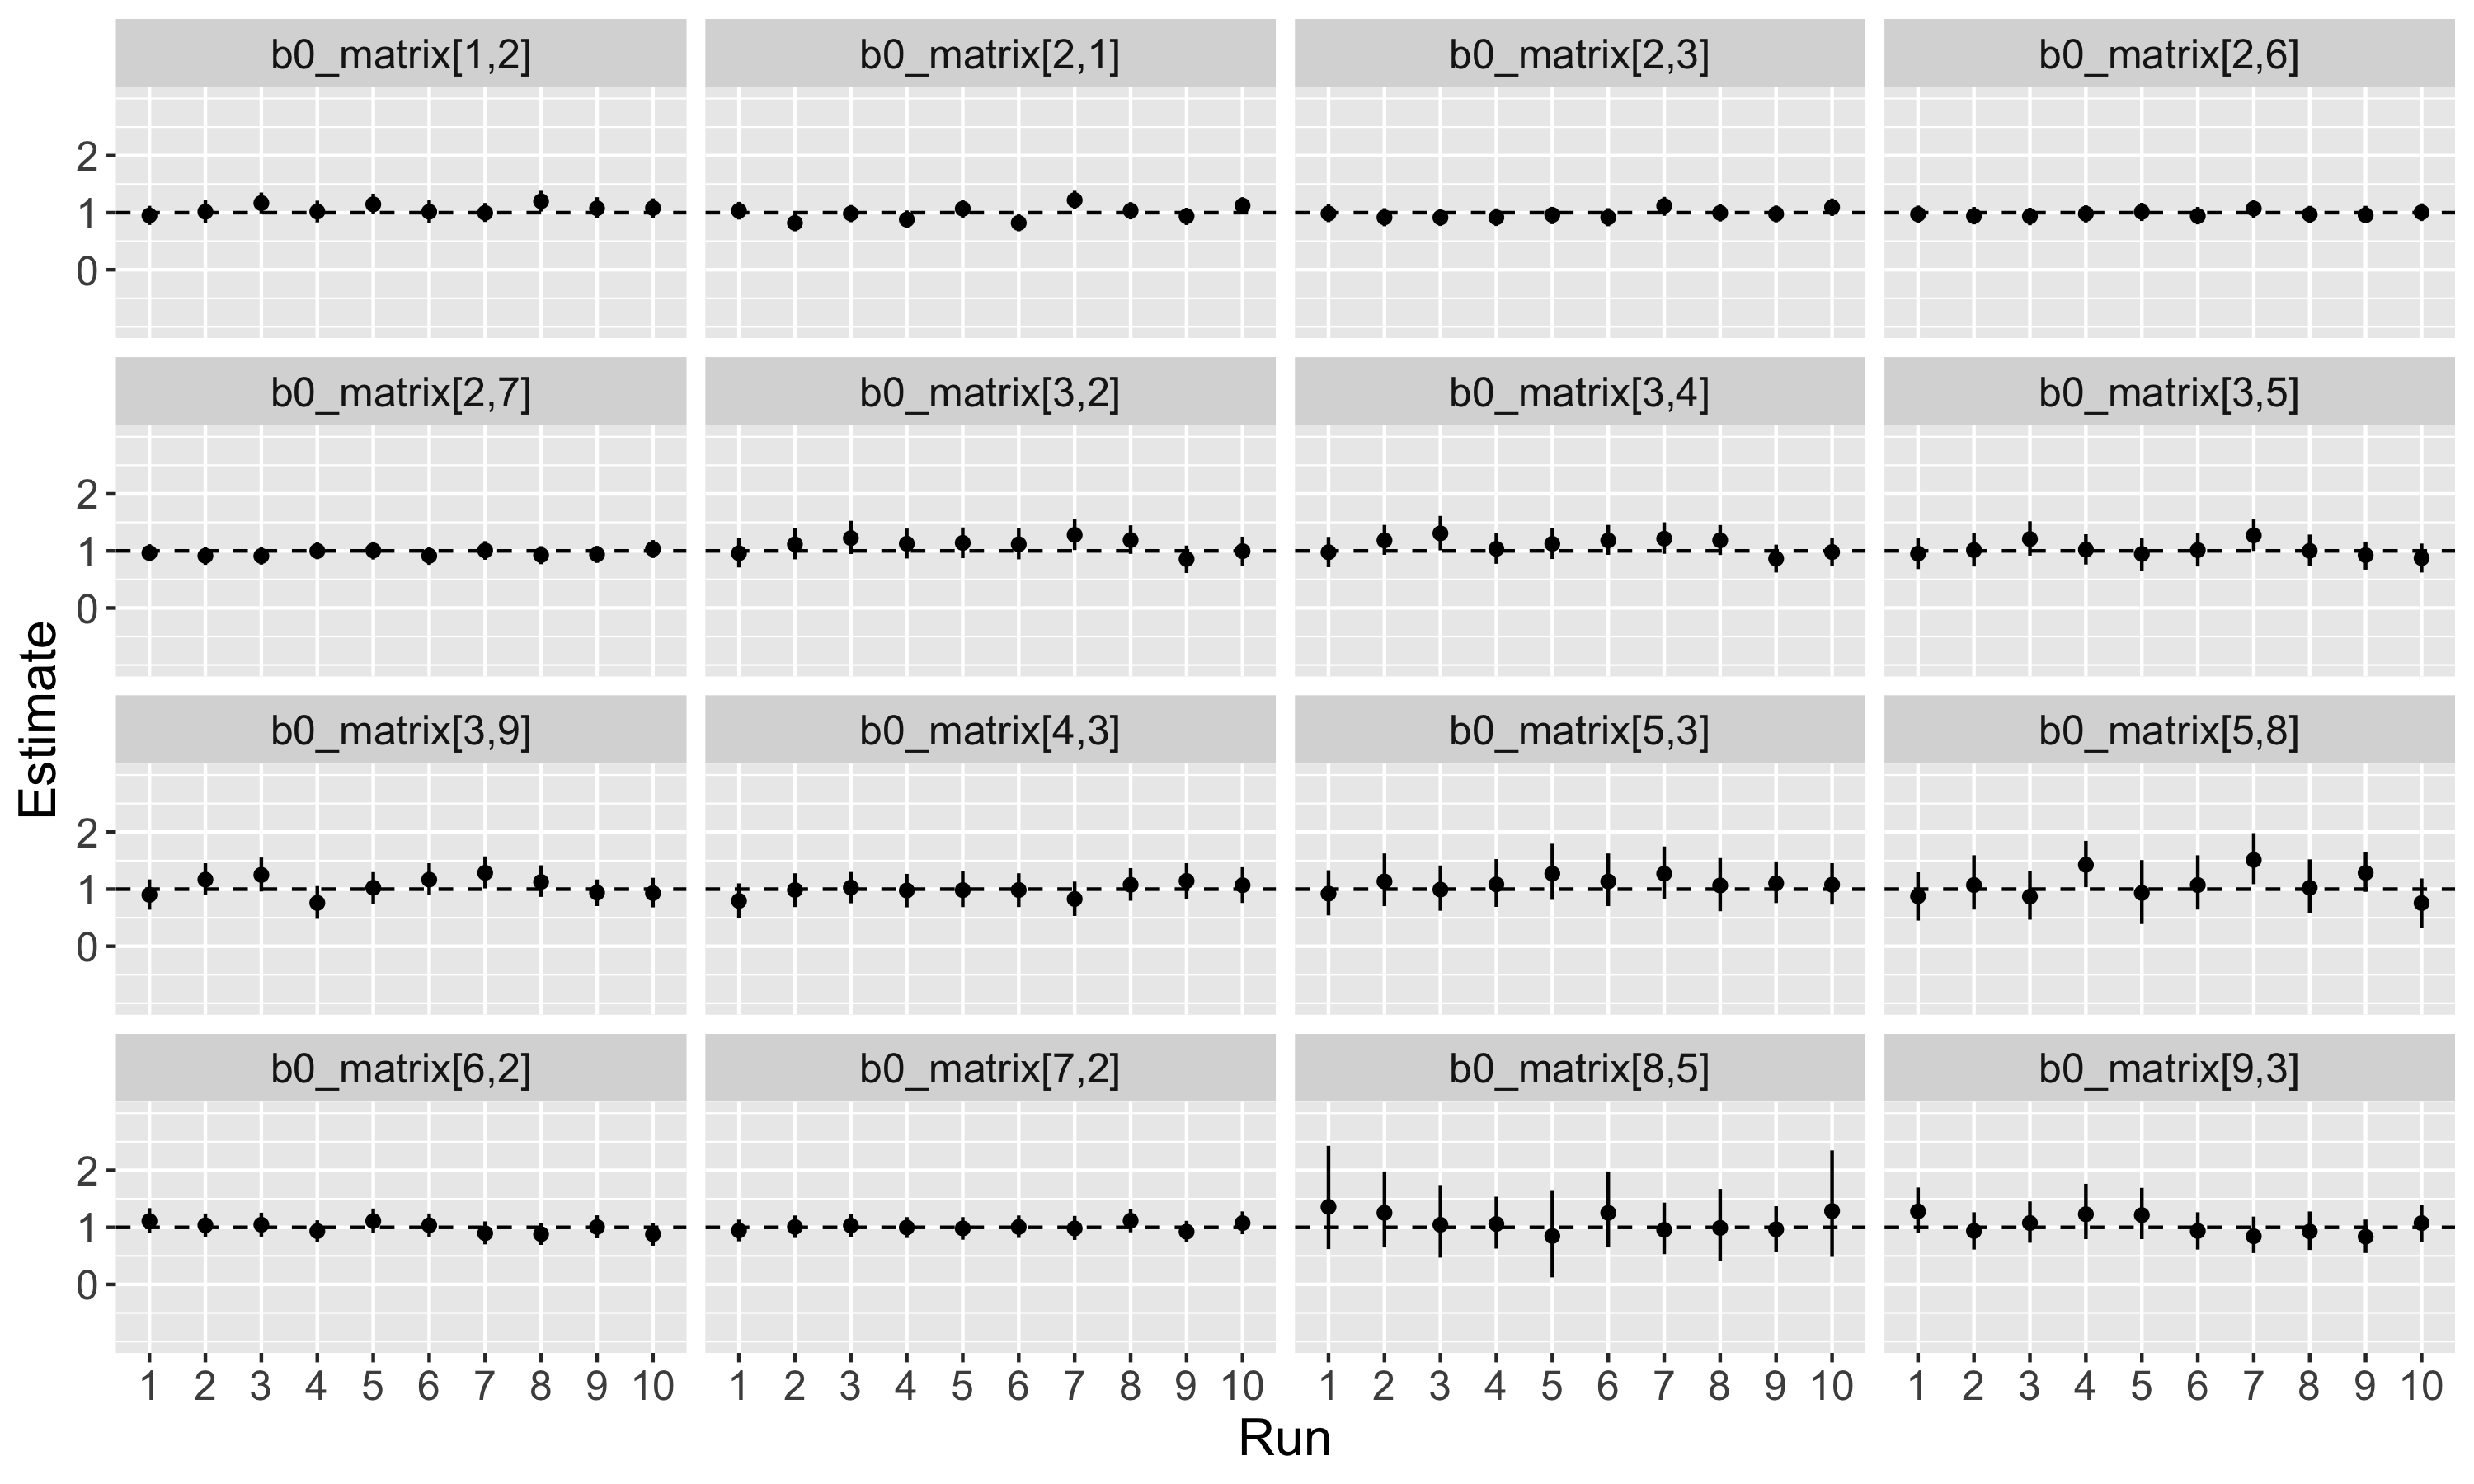 b0_matrix[1,2] b0_matrix[2,1] b0_matrix[2,3] b0_matrix[2,6]
2
1
0
b0_matrix[2,7] b0_matrix[3,2] b0_matrix[3,4] b0_matrix[3,5]
2
1
0
b0_matrix[3,9] b0_matrix[4,3] b0_matrix[5,3] b0_matrix[5,8]
2
1
0
b0_matrix[6,2] b0_matrix[7,2] b0_matrix[8,5] b0_matrix[9,3]
2
1
0
Estimate
1 2 3 4 5 6 7 8 9 10 1 2 3 4 5 6 7 8 9 10 1 2 3 4 5 6 7 8 9 10 1 2 3 4 5 6 7 8 9 10
Run